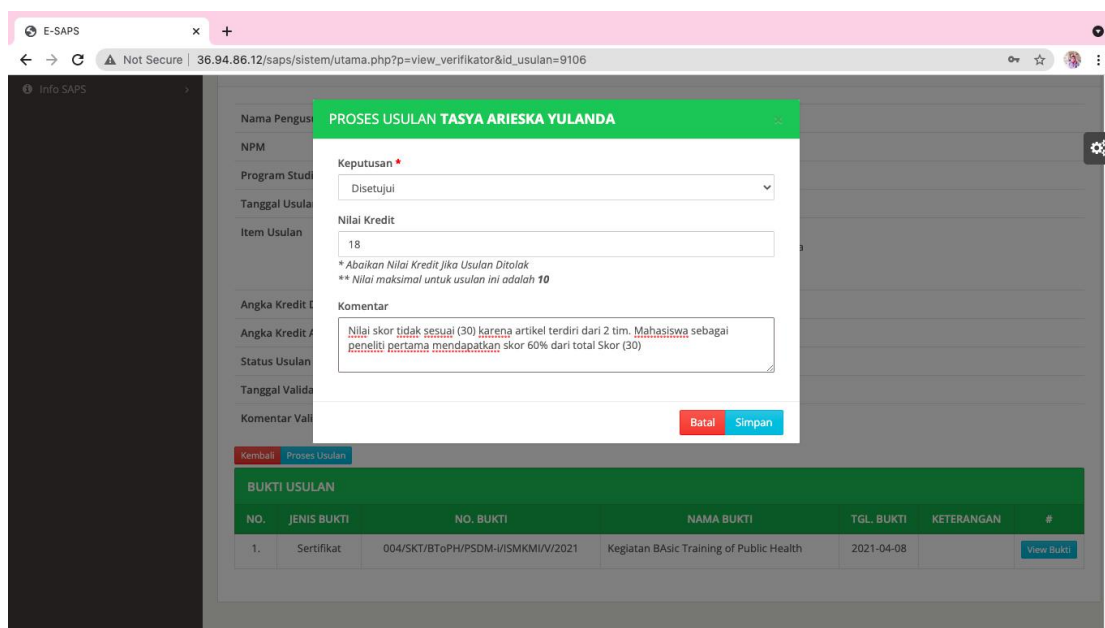 E-SAPS
Not Secure | 36.94.86.12/saps/sistem/utama.php?p=view_verifikator&id_usulan=9106
Info SAPS
Nama Pengusu
NPM
Program Studi
Tanggal Usula
Item Usulan
Angka Kredit D
Angka Kredit A
Status Usulan
Tanggal Valida
Komentar Vali
PROSES USULAN TASYA ARIESKA YULANDA
Keputusan *
Disetujui
Nilai Kredit
18
* Abaikan Nilai Kredit Jika Usulan Ditolak
** Nilai maksimal untuk usulan ini adalah 10
Komentar
Nilai skor tidak sesuai (30) karena artikel terdiri dari 2 tim. Mahasiswa sebagai
peneliti pertama mendapatkan skor 60% dari total Skor (30)
Batal Simpan
Kembali Proses Usulan
BUKTI USULAN
NO. JENIS BUKTI NO. BUKTI NAMA BUKTI TGL. BUKTI KETERANGAN #
1. Sertifikat 004/SKT/BToPH/PSDM-i/ISMKMI/V/2021 Kegiatan BAsic Training of Public Health 2021-04-08 View Bukti